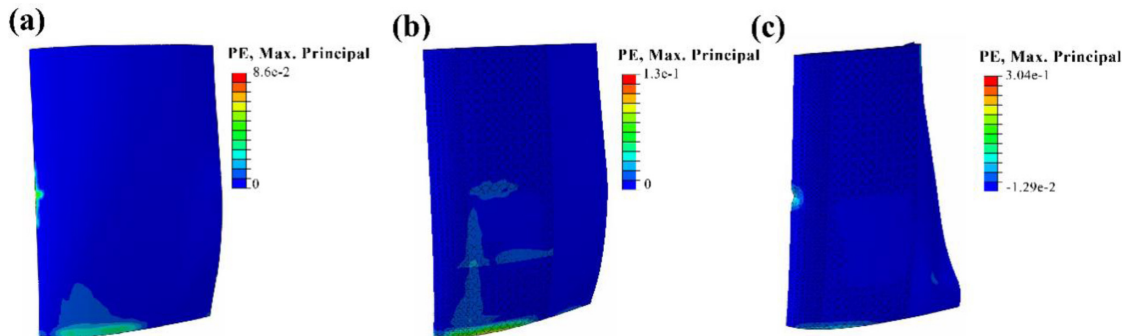 (a)
PE, Max. Principal
8.6e-2
0
(b)
PE, Max. Principal
1.3e-1
0
(c)
PE, Max. Principal
3.04e-1
-1.29e-2